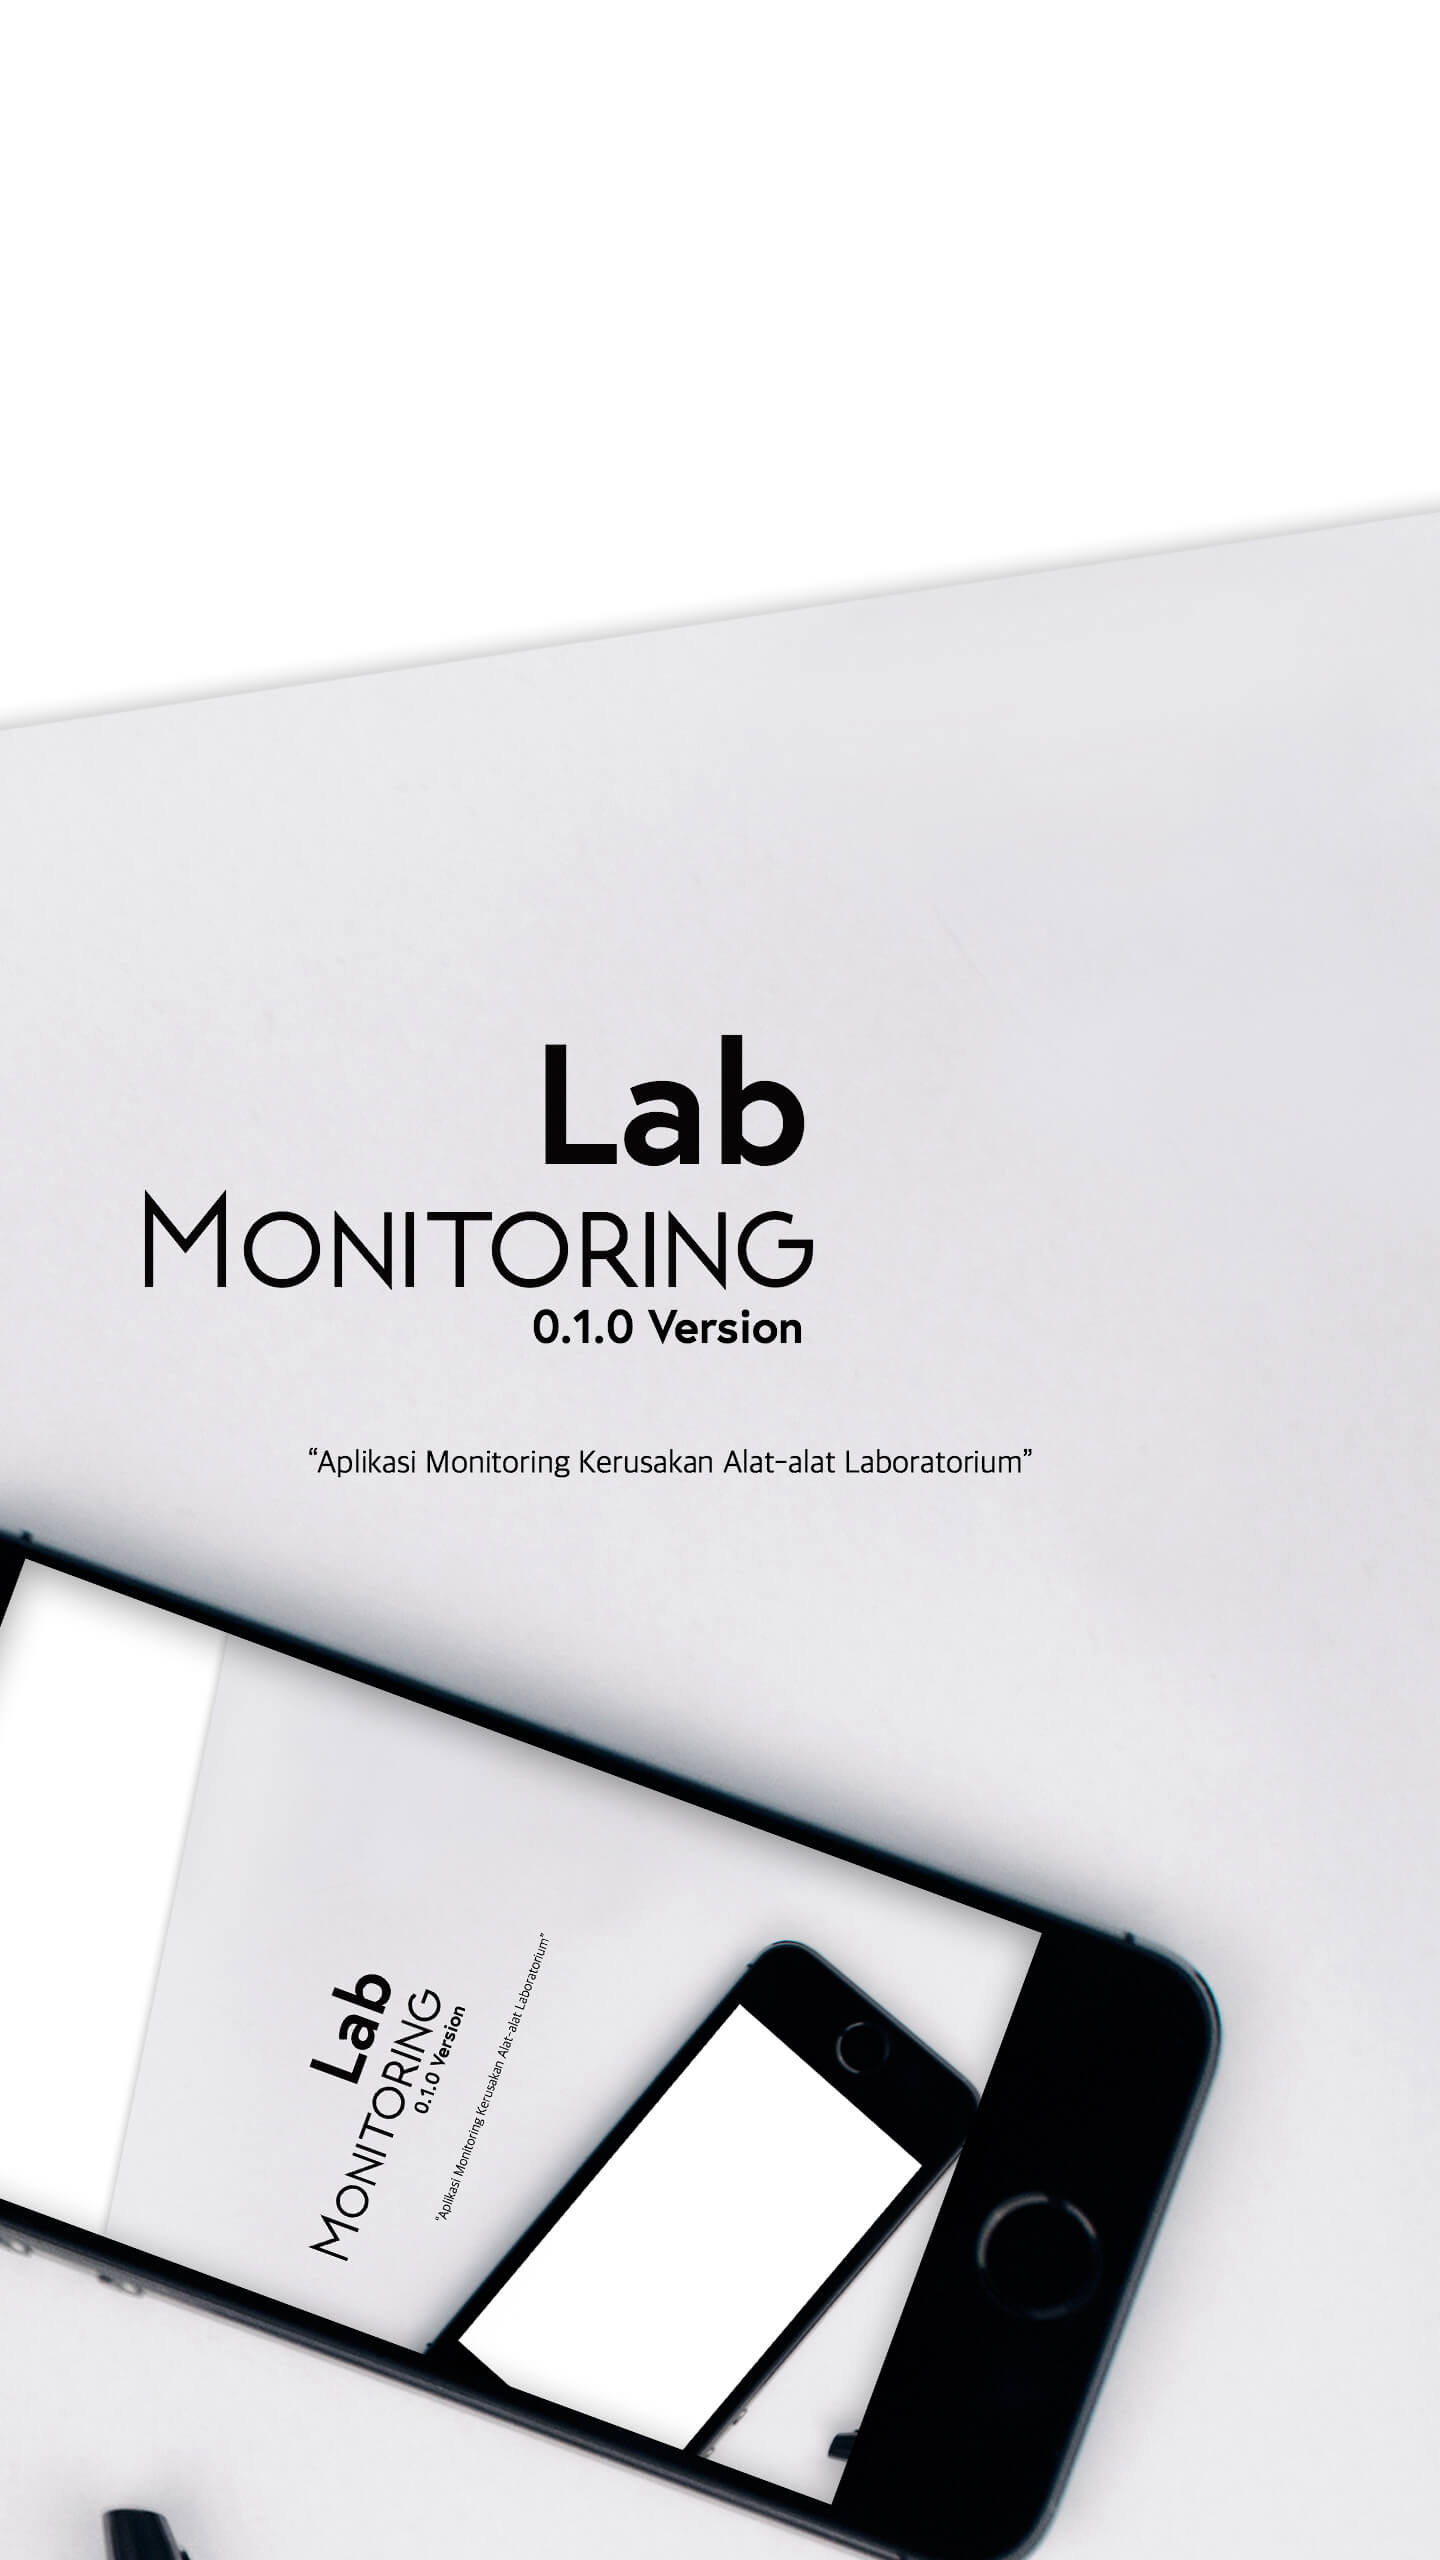 Lab
MONITORING
0.1.0 Version
“Aplikasi Monitoring Kerusakan Alat-alat Laboratorium”
Lab
MONITORING
0.1.0 Version
“Aplikasi Monitoring Kerusakan Alat-alat Laboratorium”